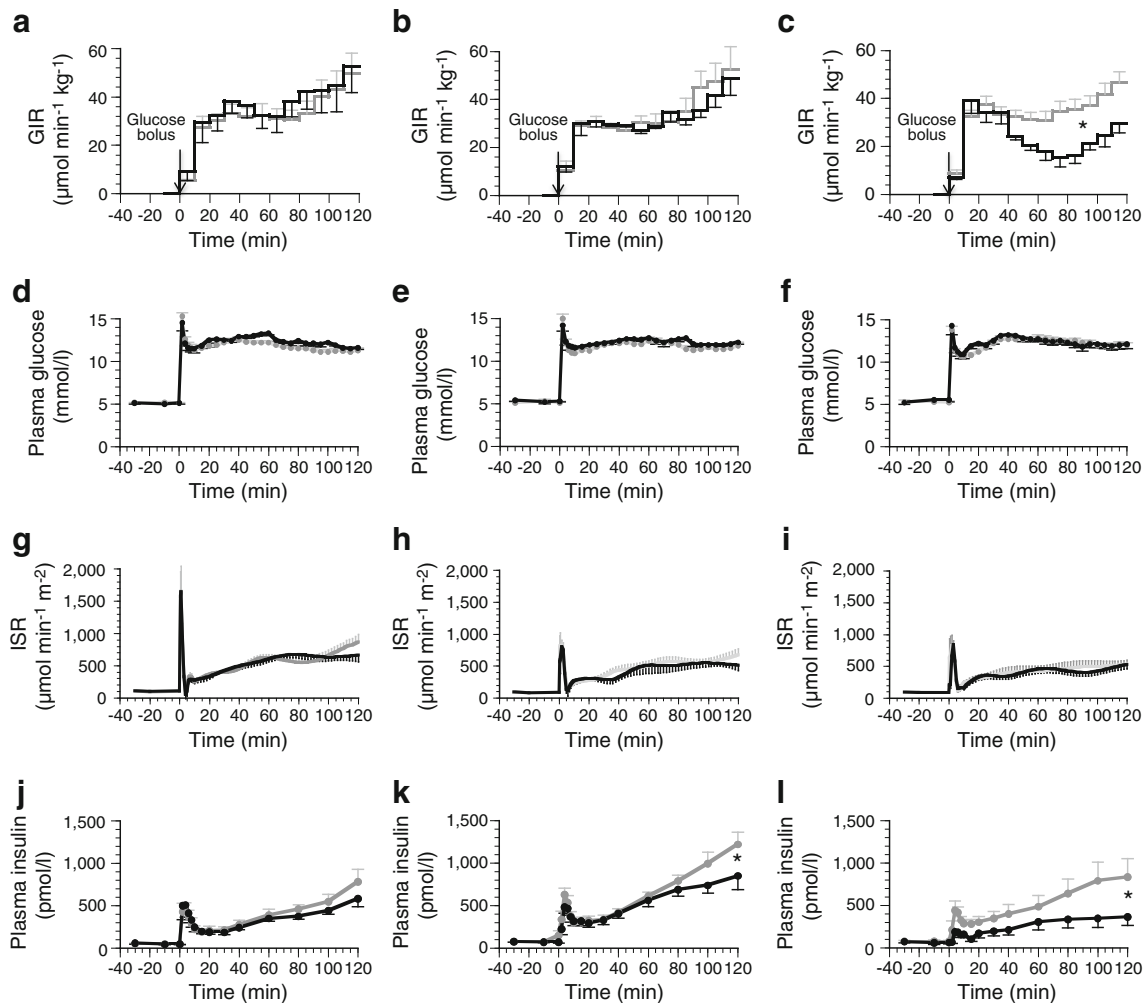 a
b
c
GIR
(µmol min-1 kg-1)
60
40
20
0
Glucose
bolus
-40 -20 0 20 40 60 80 100 120
Time (min)
GIR
(µmol min-1 kg-1)
60
40
20
0
Glucose
bolus
-40 -20 0 20 40 60 80 100 120
Time (min)
GIR
(µmol min-1 kg-1)
60
40
20
0
Glucose
bolus
*
-40 -20 0 20 40 60 80 100 120
Time (min)
d
e
f
Plasma glucose
(mmol/l)
15
10
5
0
-40 -20 0 20 40 60 80 100 120
Time (min)
Plasma glucose
(mmol/l)
15
10
5
0
-40 -20 0 20 40 60 80 100 120
Time (min)
Plasma glucose
(mmol/l)
15
10
5
0
-40 -20 0 20 40 60 80 100 120
Time (min)
g
h
i
ISR
(µmol min-1 m-2)
2,000
1,500
1,000
500
0
-40 -20 0 20 40 60 80 100 120
Time (min)
ISR
(µmol min-1 m-2)
2,000
1,500
1,000
500
0
-40 -20 0 20 40 60 80 100 120
Time (min)
ISR
(µmol min-1 m-2)
2,000
1,500
1,000
500
0
-40 -20 0 20 40 60 80 100 120
Time (min)
j
k
l
Plasma insulin
(pmol/l)
1,500
1,000
500
0
-40 -20 0 20 40 60 80 100 120
Time (min)
Plasma insulin
(pmol/l)
1,500
1,000
500
0
*
-40 -20 0 20 40 60 80 100 120
Time (min)
Plasma insulin
(pmol/l)
1,500
1,000
500
0
*
-40 -20 0 20 40 60 80 100 120
Time (min)